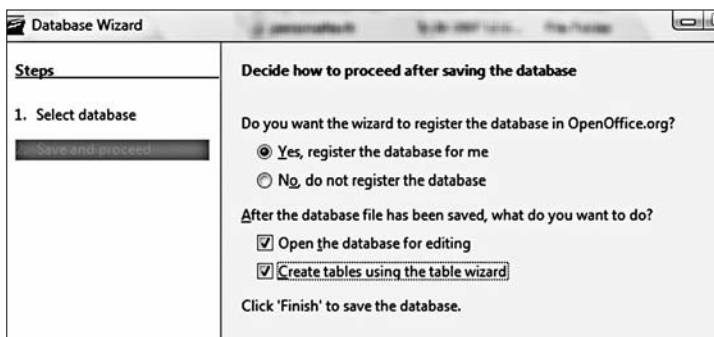 Database Wizard
Steps
1. Select database
Save and proceed
Decide how to proceed after saving the database
Do you want the wizard to register the database in OpenOffice.org?
Yes, register the database for me
No, do not register the database
After the database file has been saved, what do you want to do?
Open the database for editing
Create tables using the table wizard
Click 'Finish' to save the database.